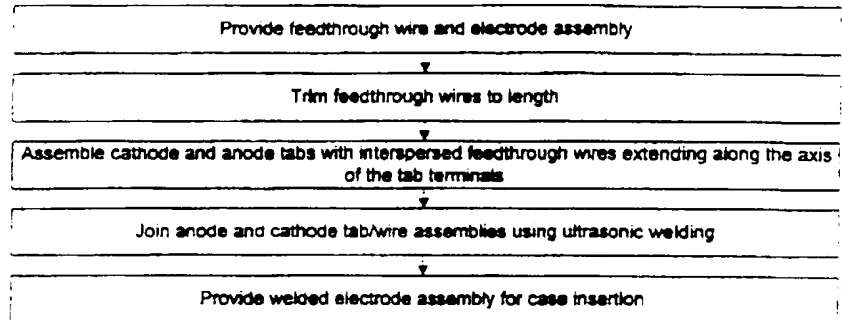 Provide feedthrough wire and electrode assembly
Trim feedthrough wires to length
Assemble cathode and anode tabs with interspersed feedthrough wires extending along the axis
of the tab terminals
Join anode and cathode tab/wire assemblies using ultrasonic welding
Provide welded electrode assembly for case insertion